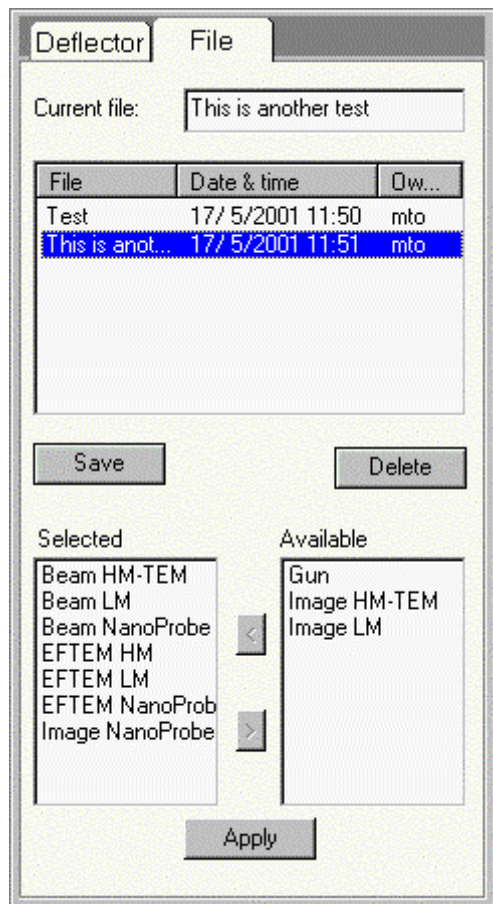 Deflector File
Current file: This is another test
File Date & time Ow...
Test 17/ 5/2001 11:50 mto
This is anot... 17/ 5/2001 11:51 mto
Save Delete
Selected Available
Beam HM-TEM Gun
Beam LM Image HM-TEM
Beam NanoProbe Image LM
<
EFTEM HM
EFTEM LM
EFTEM NanoProb
Image NanoProbe >
Apply